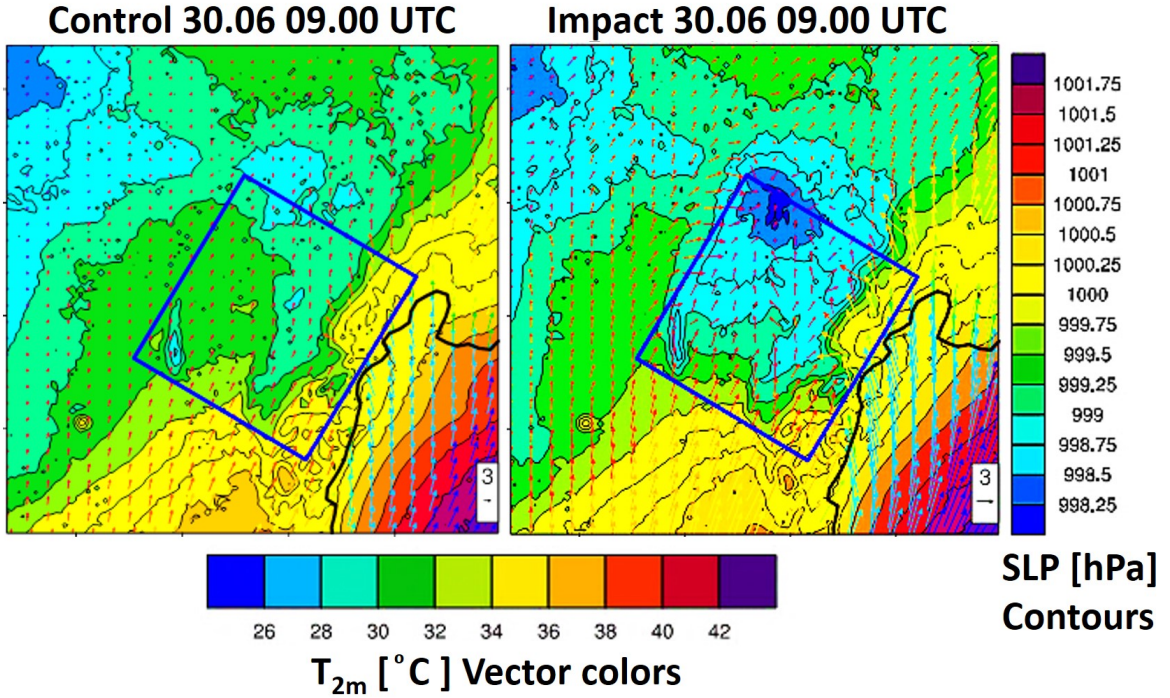 Control 30.06 09.00 UTC
Impact 30.06 09.00 UTC
1001.75
1001.5
1001.25
1001
1000.75
1000.5
1000.25
1000
999.75
999.5
999.25
999
998.75
998.5
998.25
3
3
SLP [hPa]
Contours
26 28 30 32 34 36 38 40 42
T2m [°C] Vector colors